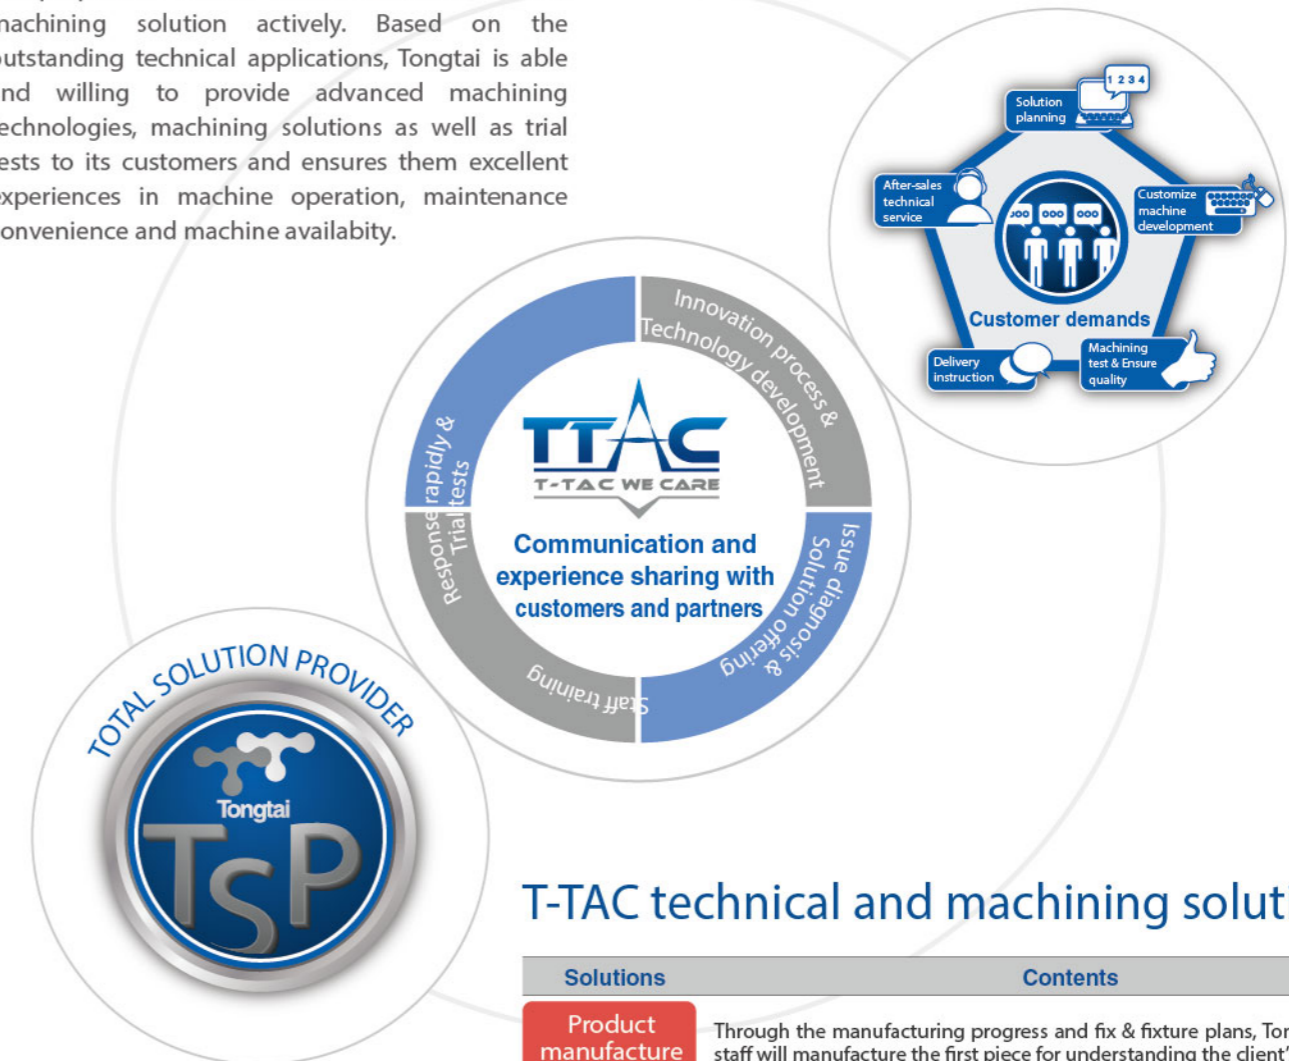 machining solution actively. Based on the
outstanding technical applications, Tongtai is able
and willing to provide advanced machining
technologies, machining solutions as well as trial
tests to its customers and ensures them excellent
experiences in machine operation, maintenance
convenience and machine availabity.
1 2 3 4
Solution
planning
After-sales
technical
service
Customize
machine
development
Customer demands
Delivery
instruction
Machining
test & Ensure
quality
Innovation process &
Technology development
Response rapidly &
Trial tests
TTAC
T-TAC WE CARE
Communication and
experience sharing with
customers and partners
Issue diagnosis &
Solution offering
Staff training
TOTAL SOLUTION PROVIDER
Tongtai
TSP
T-TAC technical and machining soluti
Solutions Contents
Product
manufacture
Through the manufacturing progress and fix & fixture plans, Ton
staff will manufacture the first piece for understanding the client'